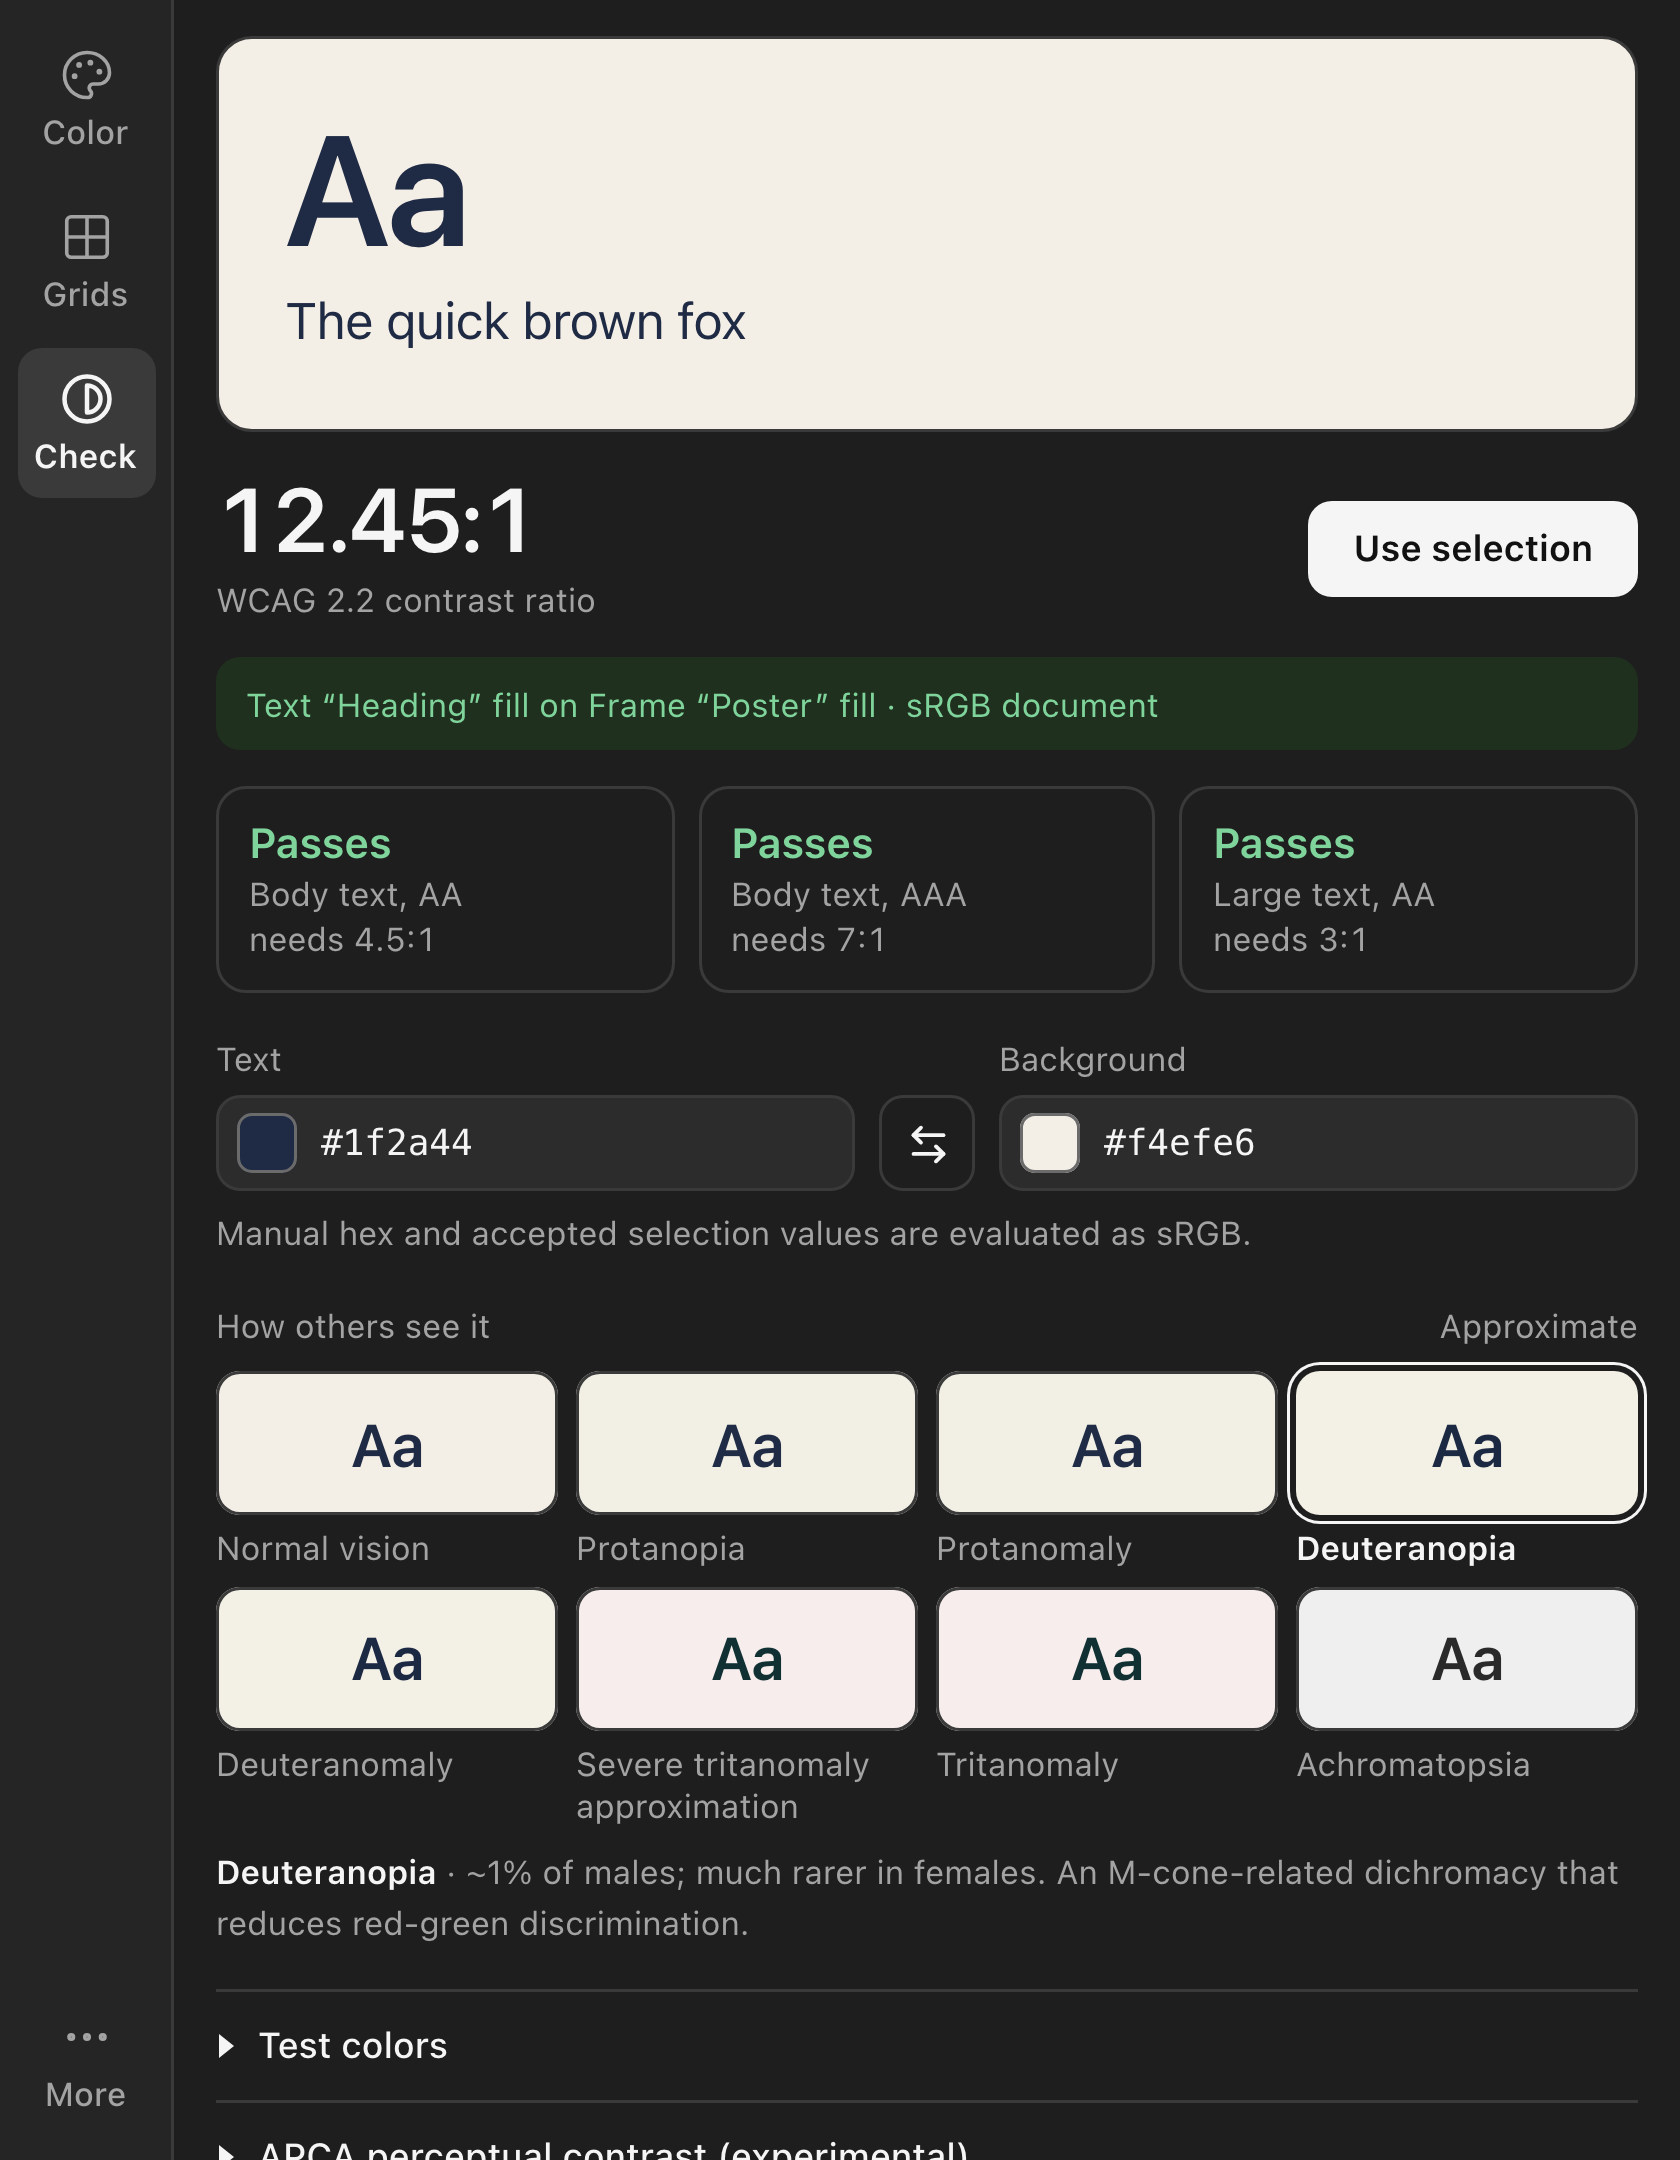 Color
Grids
Check
Aa
The quick brown fox
12.45:1
WCAG 2.2 contrast ratio
Use selection
Text “Heading” fill on Frame “Poster” fill · sRGB document
Passes
Body text, AA
needs 4.5:1
Passes
Body text, AAA
needs 7:1
Passes
Large text, AA
needs 3:1
Text
#1f2a44
Background
#f4efe6
Manual hex and accepted selection values are evaluated as sRGB.
How others see it
Approximate
Aa
Normal vision
Aa
Protanopia
Aa
Protanomaly
Aa
Deuteranopia
Aa
Deuteranomaly
Aa
Severe tritanomaly
approximation
Aa
Tritanomaly
Aa
Achromatopsia
Deuteranopia · ~1% of males; much rarer in females. An M-cone-related dichromacy that
reduces red-green discrimination.
Test colors
APCA perceptual contrast (experimental)
More